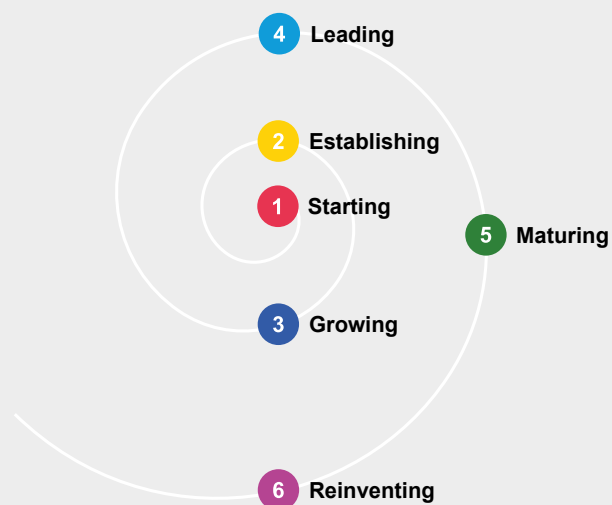 4 Leading
2 Establishing
1 Starting
5 Maturing
3 Growing
6 Reinventing